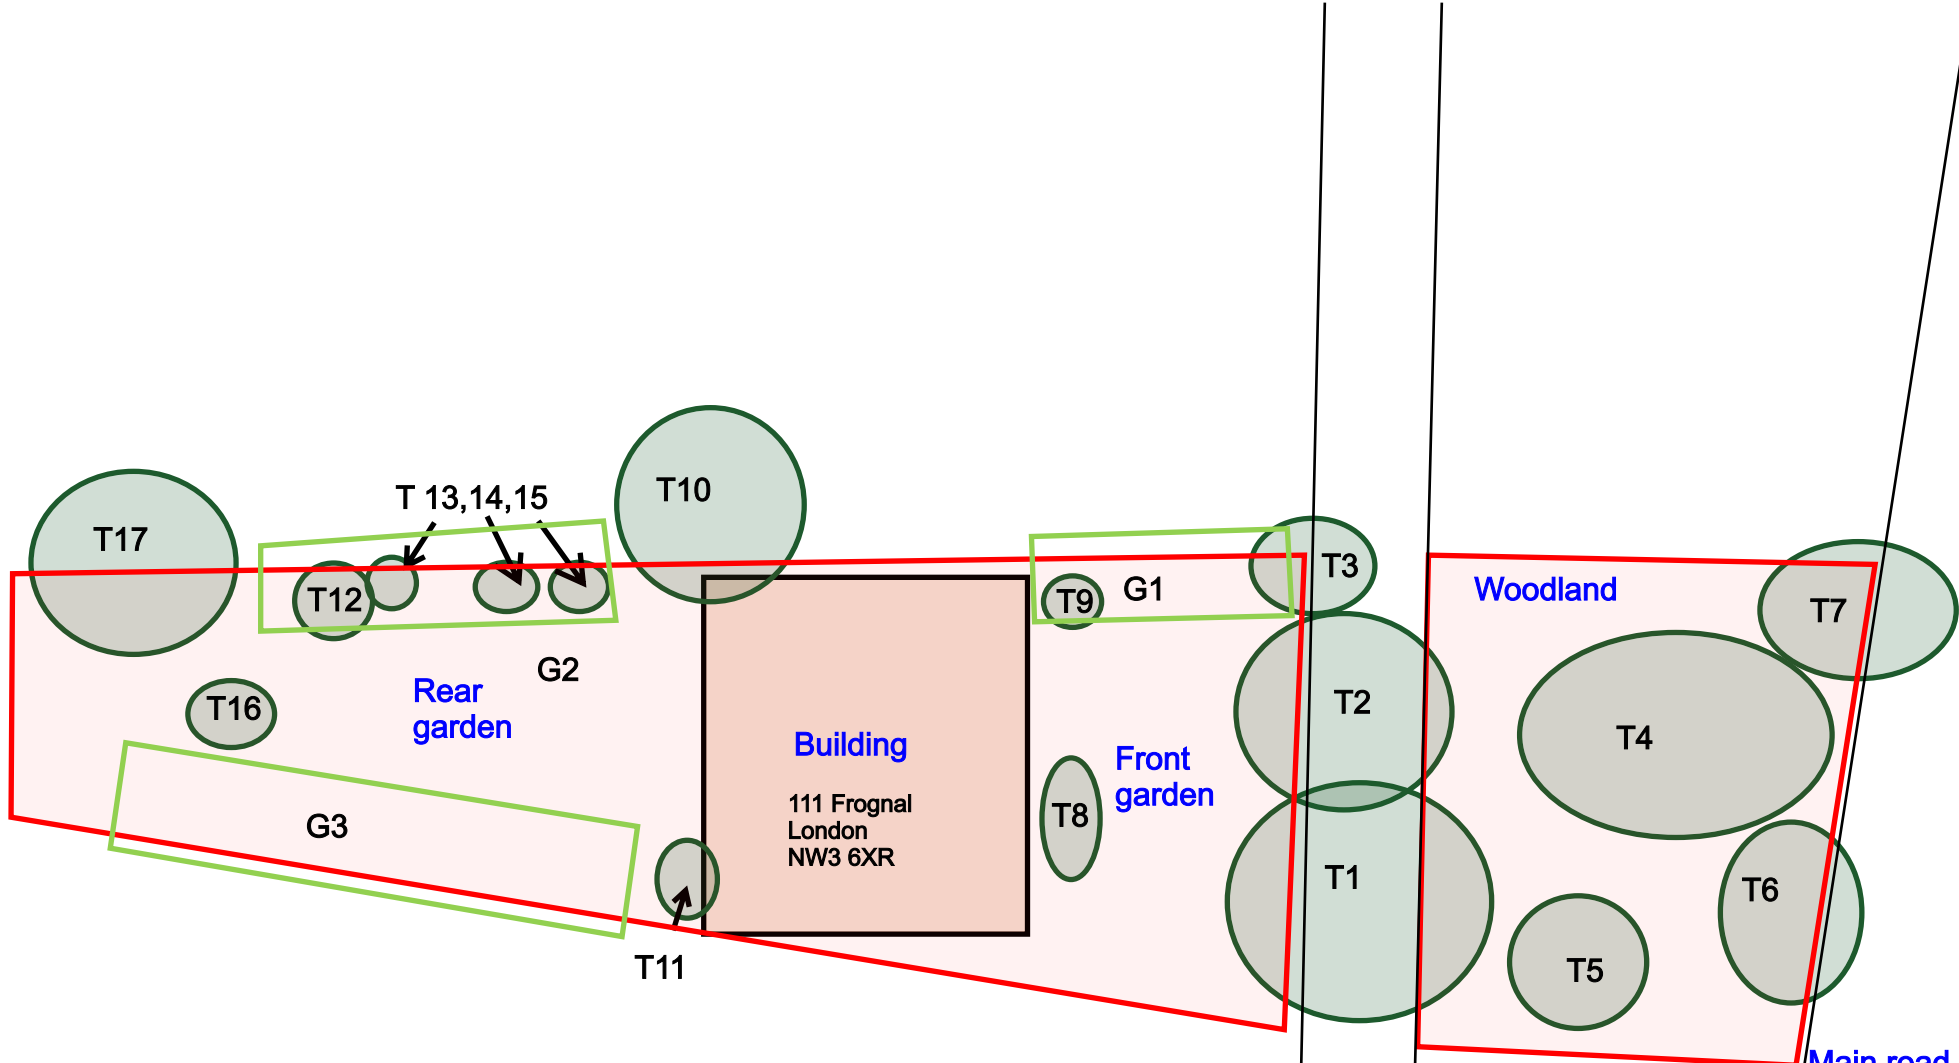 T 13,14,15
T10
T17
T3
Woodland
T12
T9
G1
T7
G2
Rear
garden
T16
T2
T4
Building
Front
garden
111 Frognal
London
NW3 6XR
T8
G3
T1
T6
T11
T5
Main road